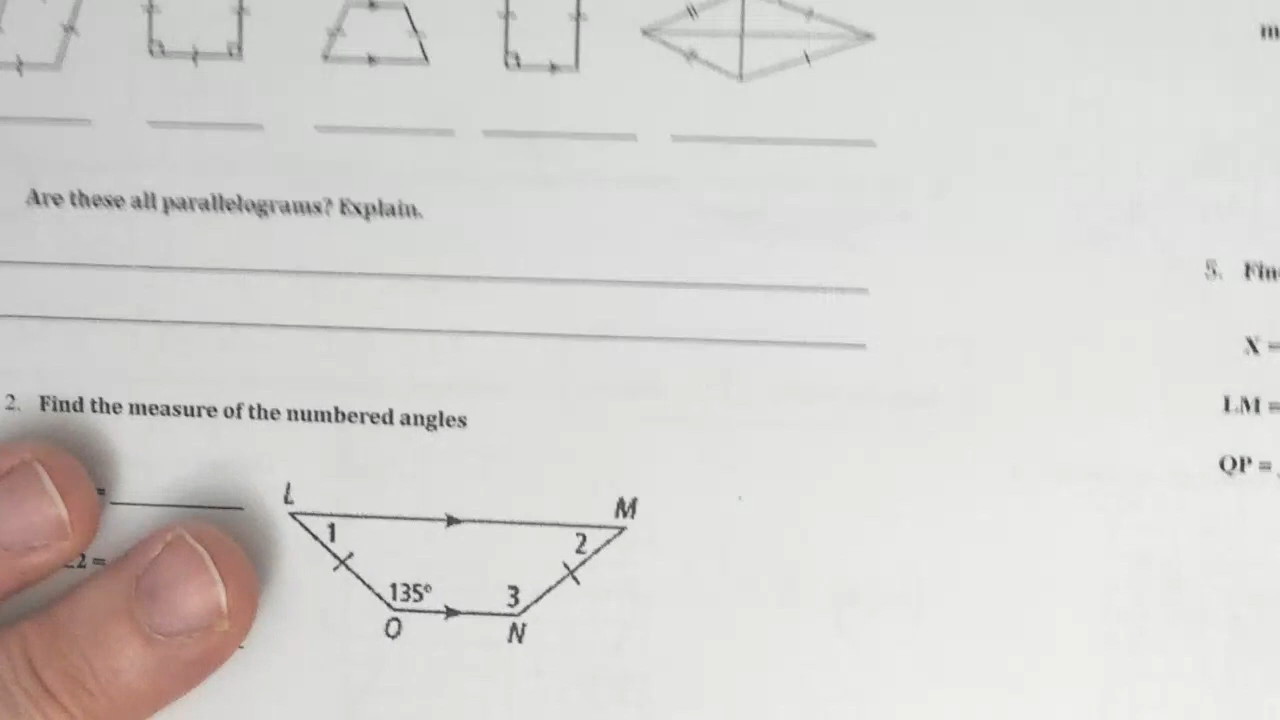 m
Are these all parallelograms? Explain.
5. Fin
X =
LM =
QP =
2. Find the measure of the numbered angles
=
∠2 =
L
M
1
2
135°
3
O
N